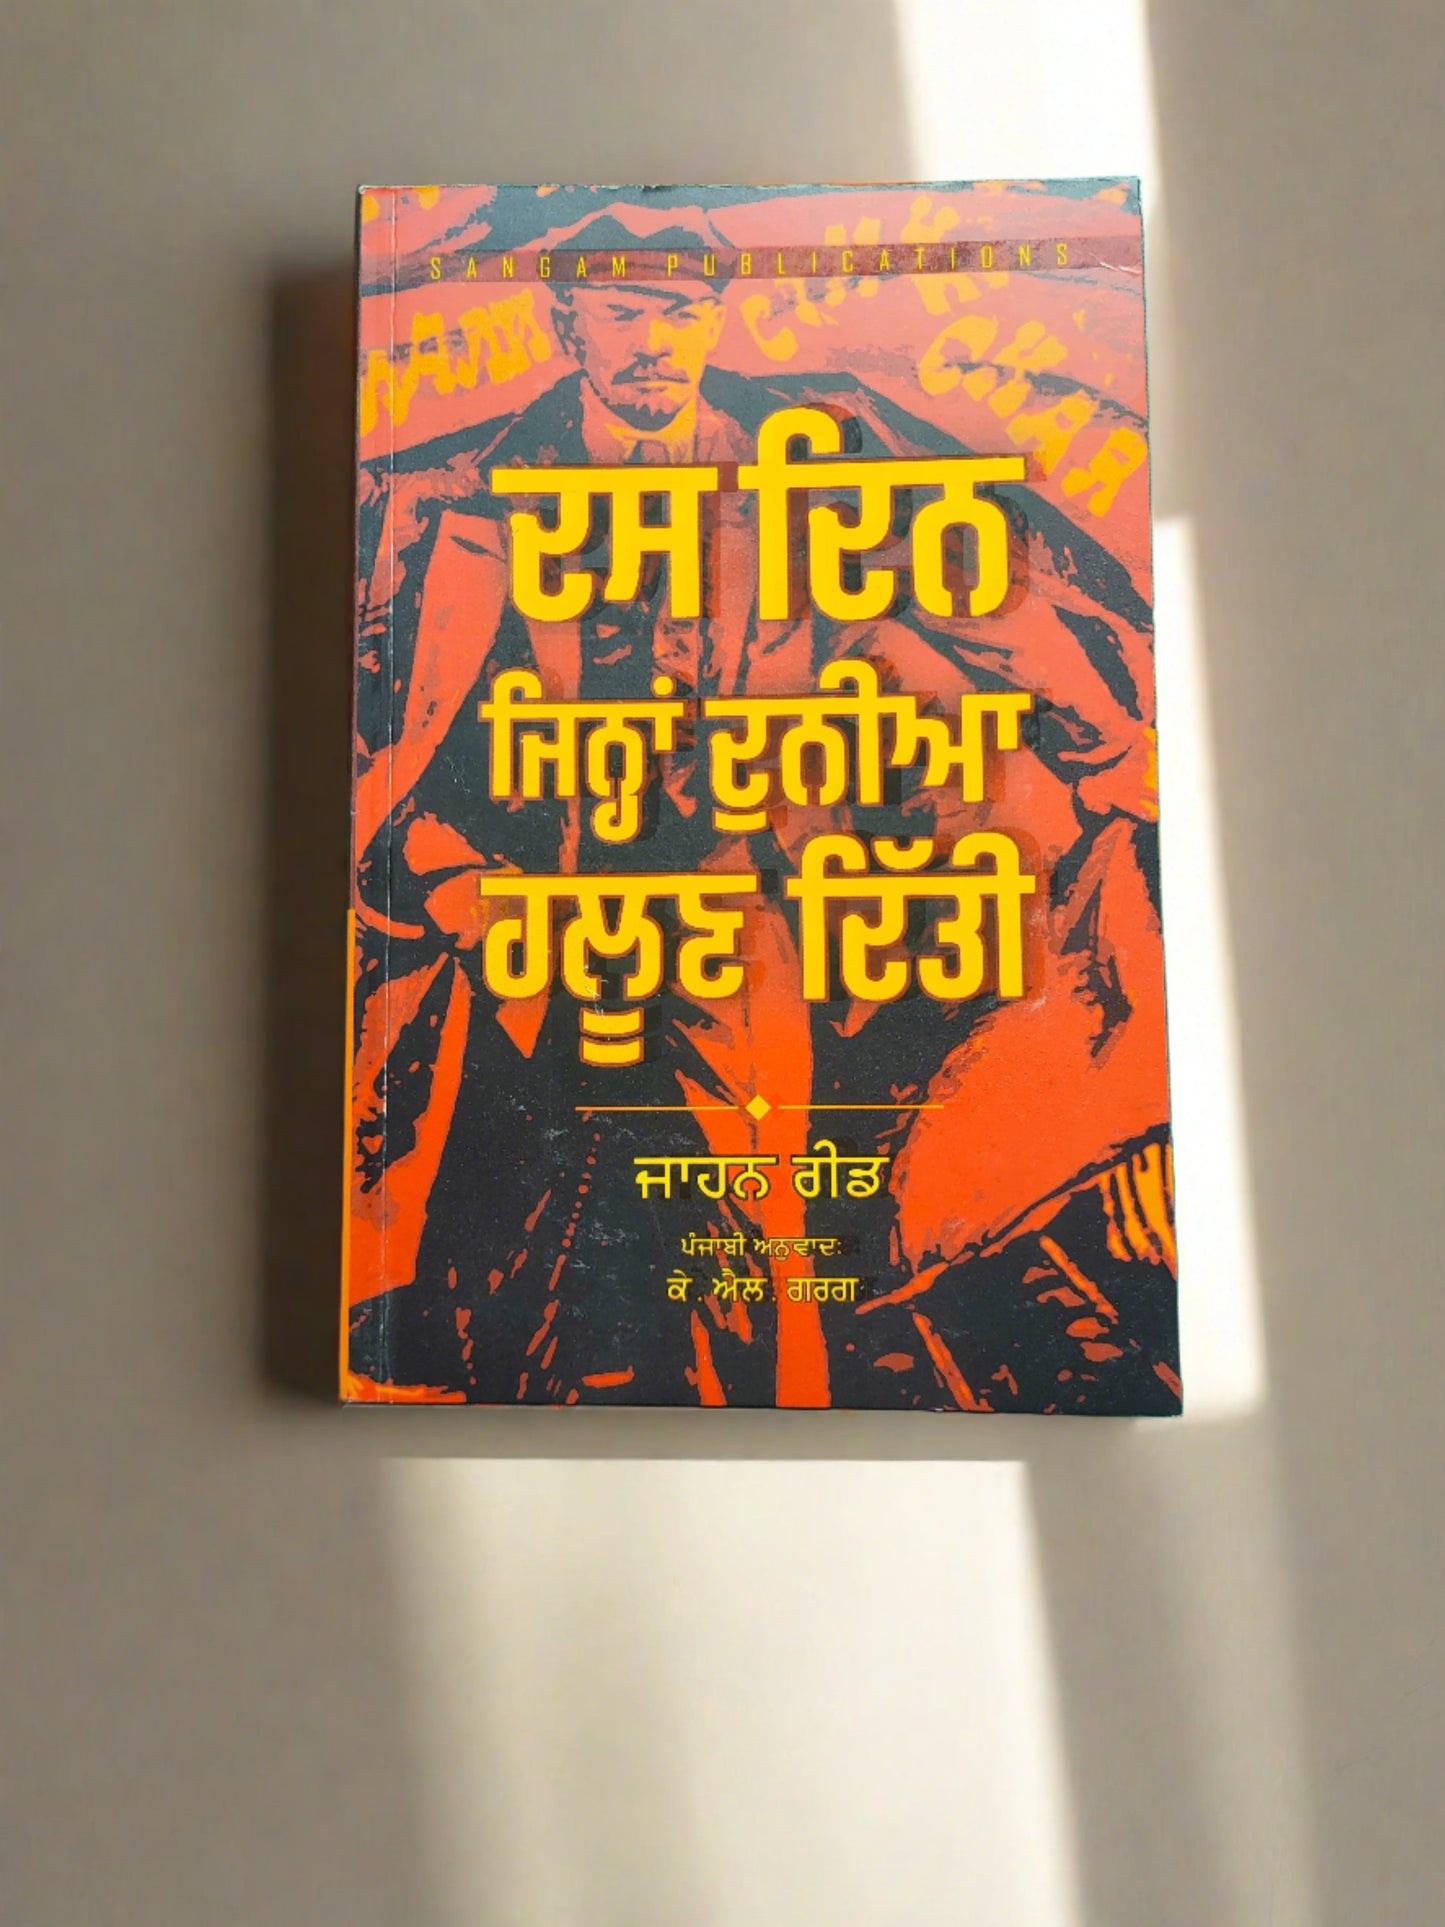 SANGAM PUBLICATIONS
ਦਸ ਦਿਨ
ਜਿਨ੍ਹਾਂ ਦੁਨੀਆ
ਹਲੂਣ ਦਿੱਤੀ
ਜਾਹਨ ਰੀਡ
ਪੰਜਾਬੀ ਅਨੁਵਾਦ:
ਕੇ. ਐਲ. ਗਰਗ